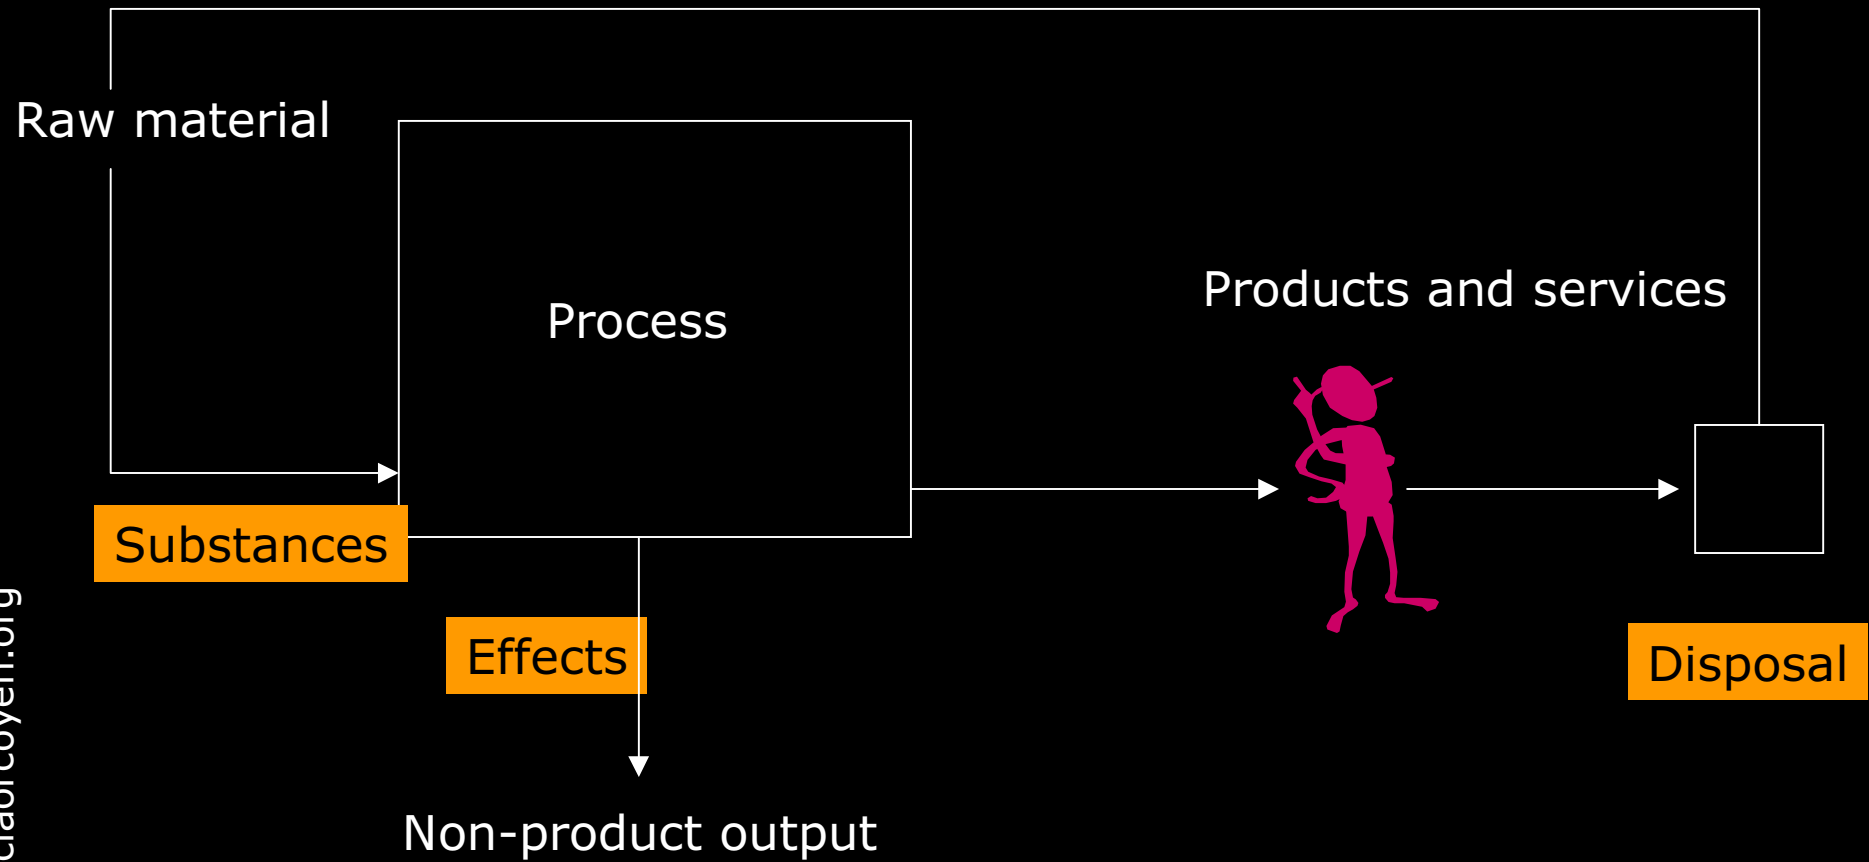 Raw material
Process
Products and services
Substances
Effects
Disposal
Non-product output